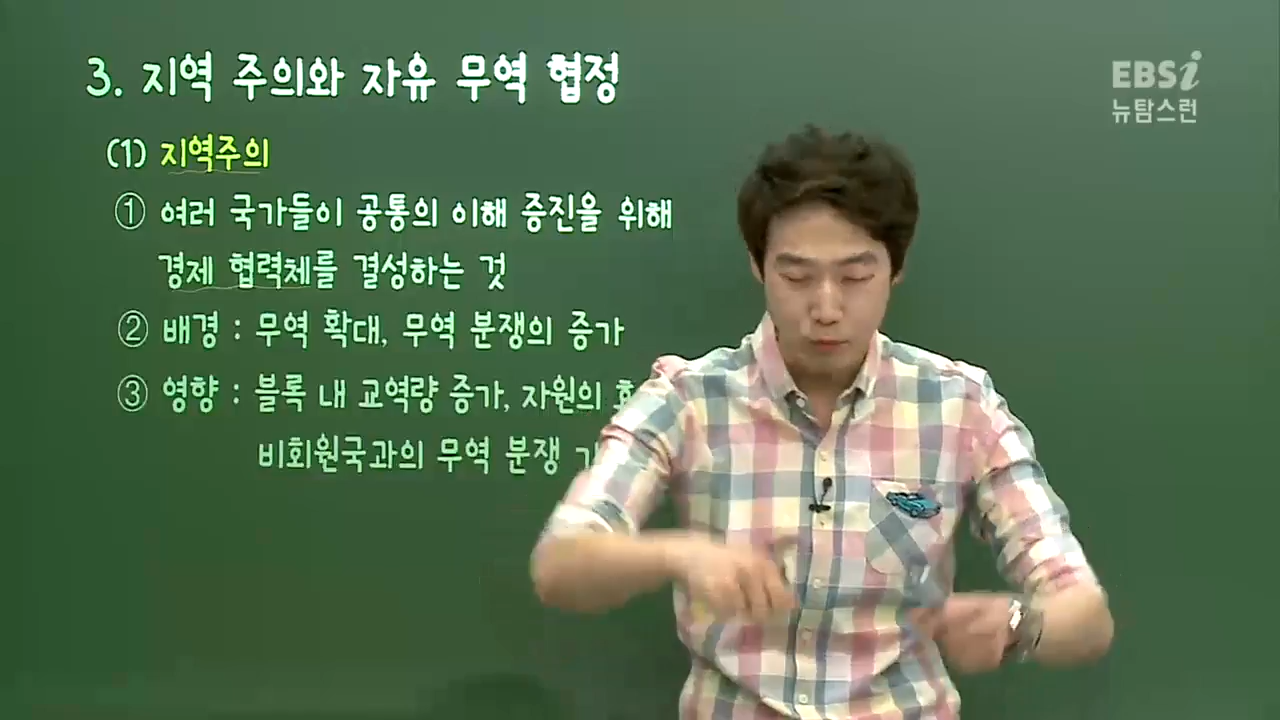 3. 지역 주의와 자유 무역 협정
EBSi
뉴탐스런
(1) 지역주의
① 여러 국가들이 공통의 이해 증진을 위해
경제 협력체를 결성하는 것
② 배경 : 무역 확대, 무역 분쟁의 증가
③ 영향 : 블록 내 교역량 증가, 자원의
비회원국과의 무역 분쟁